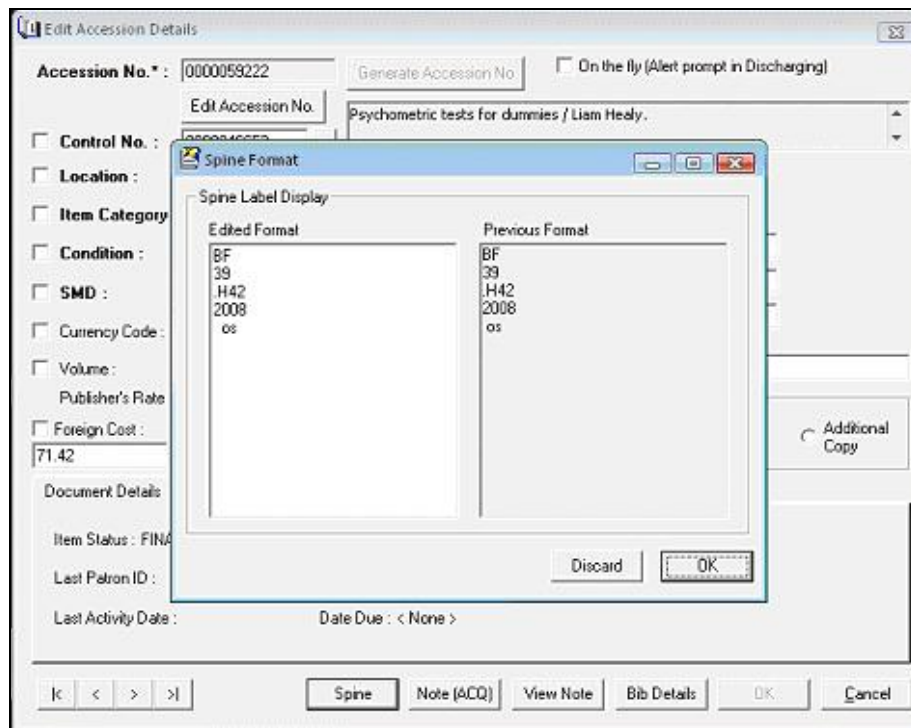 Edit Accession Details
Accession No.* : 0000059222 Generate Accession No On the fly (Alert prompt in Discharging)
Edit Accession No.
Psychometric tests for dummies / Liam Healy.
Control No. :
Spine Format
Location :
Spine Label Display
Item Category
Edited Format Previous Format
BF BF
39 39
.H42 .H42
2008 2008
os os
Condition :
SMD :
Currency Code :
Volume :
Publisher's Rate
Foreign Cost :
71.42
Additional
Copy
Document Details
Item Status : FINA
Discard OK
Last Patron ID :
Last Activity Date : Date Due : < None >
|< < > >| Spine Note (ACQ) View Note Bib Details OK Cancel